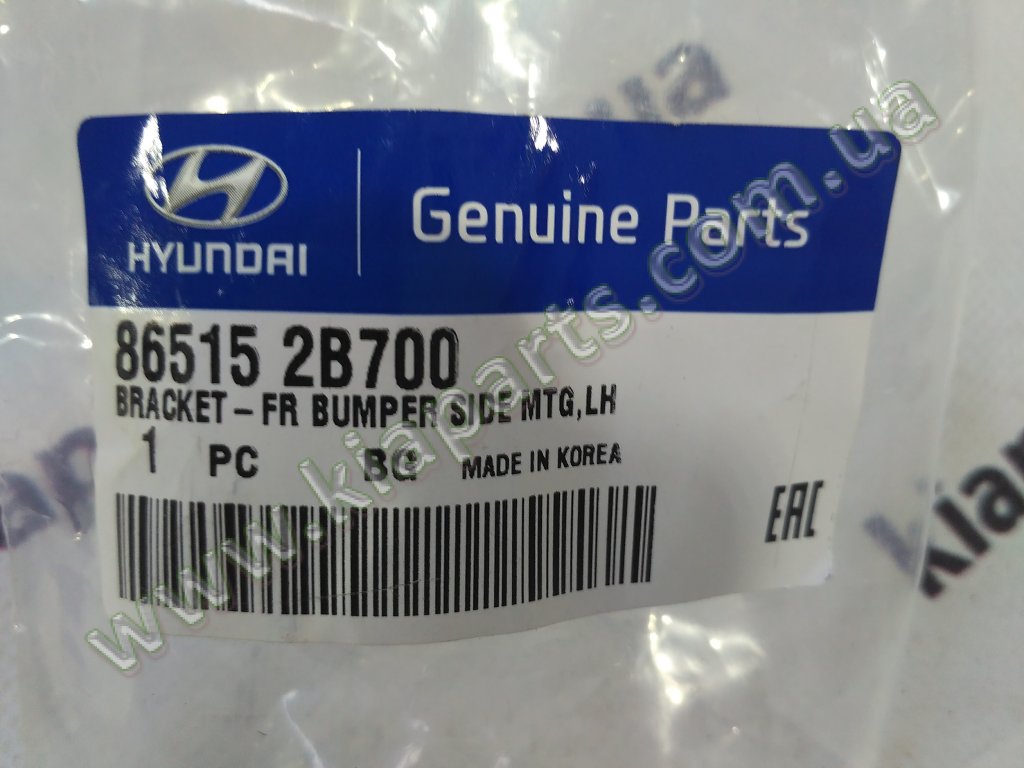 HYUNDAI
Genuine Parts
86515 2B700
BRACKET-FR BUMPER SIDE MTG,LH
1 PC BG MADE IN KOREA
EAC
www.kiaparts.com.ua